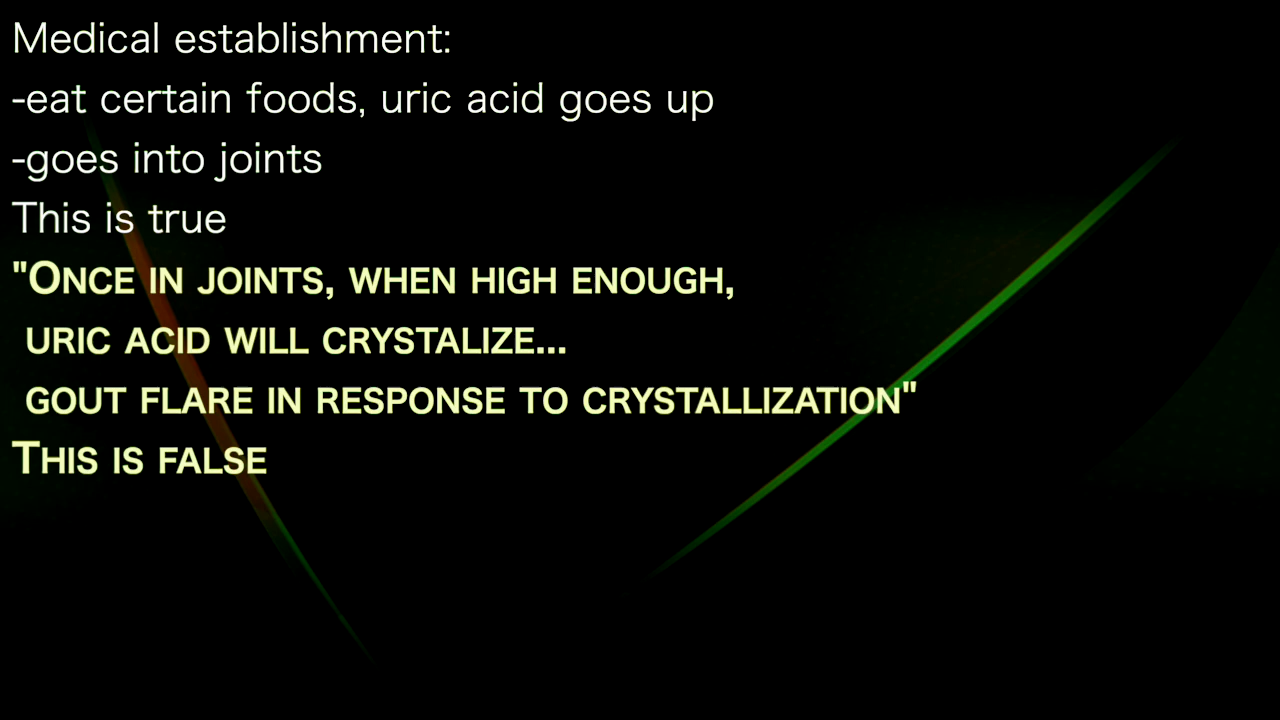 Medical establishment:
-eat certain foods, uric acid goes up
-goes into joints
This is true
"Once in joints, when high enough,
uric acid will crystalize...
gout flare in response to crystallization"
This is false